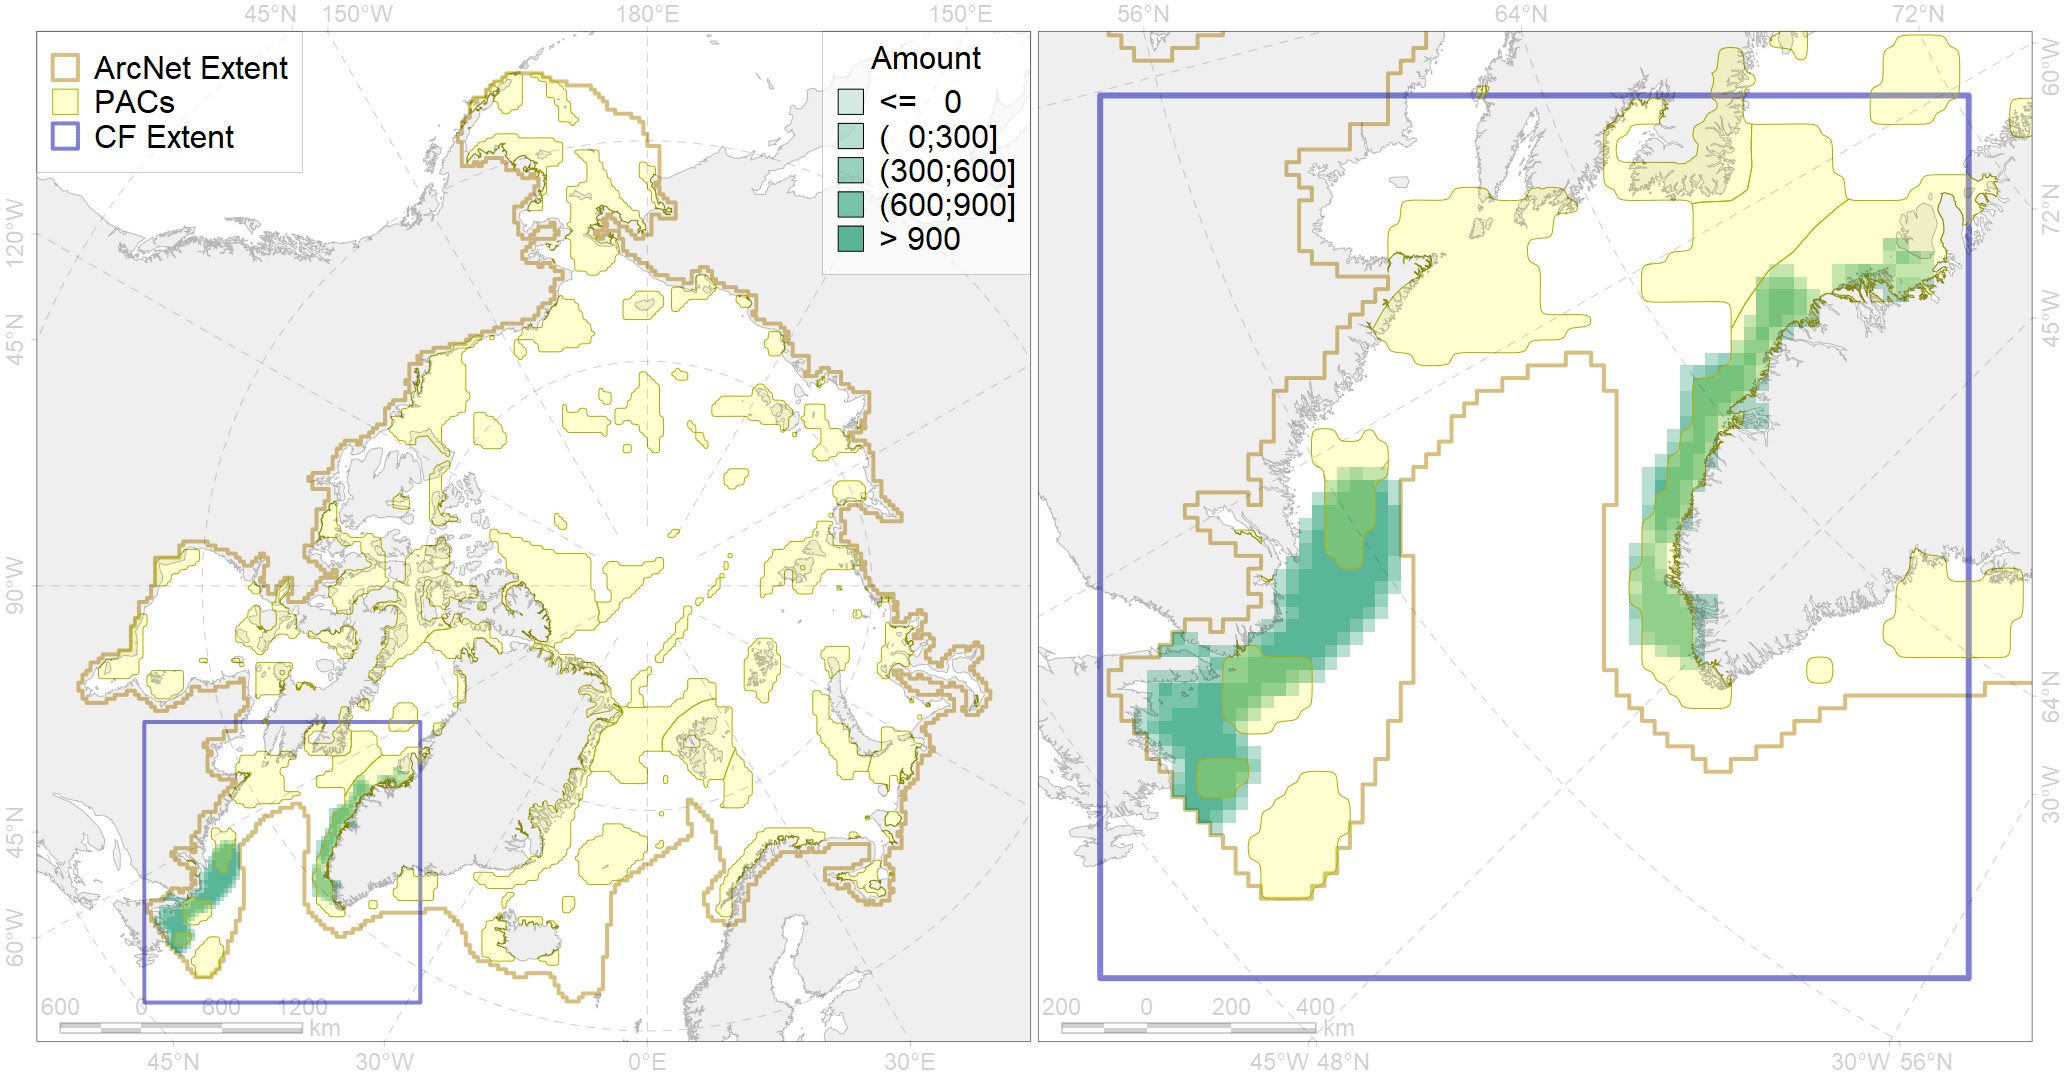 45°N 150°W 180°E 150°E
56°N 64°N 72°N
ArcNet Extent
PACs
CF Extent
Amount
<= 0
( 0;300]
(300;600]
(600;900]
> 900
120°W
45°N
90°W
45°N
60°W
60°W
72°N
45°W
64°N
30°W
600 0 600 1200
km
200 0 200 400
km
45°N 30°W 0°E 30°E
45°W 48°N 30°W 56°N